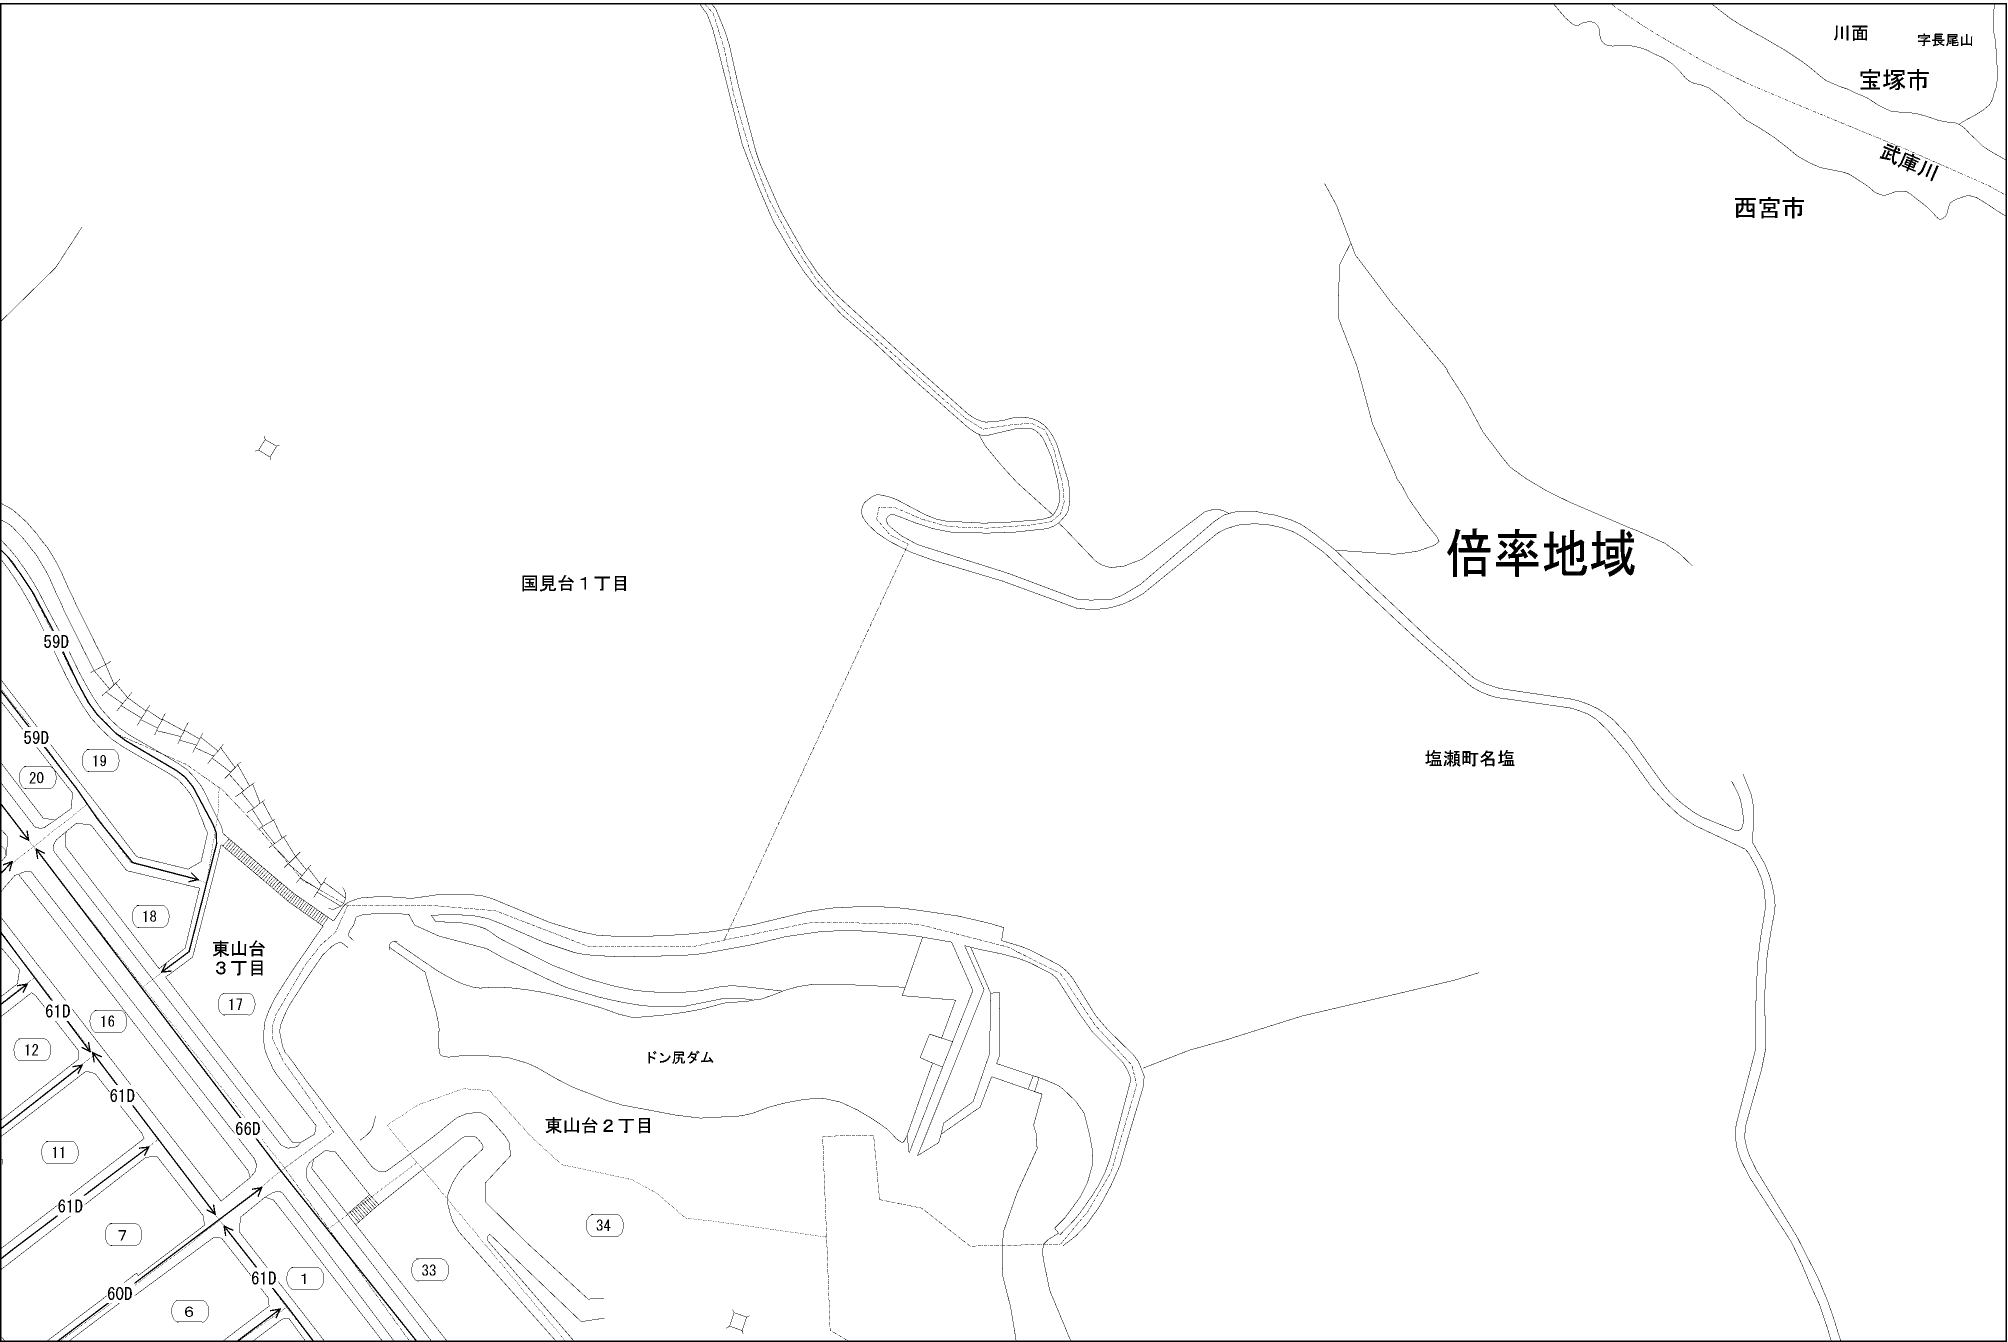 川面
字長尾山
宝塚市
武庫川
西宮市
倍率地域
国見台1丁目
59D
59D
19
20
塩瀬町名塩
18
東山台
3丁目
17
61D
16
12
ドン尻ダム
61D
66D
東山台2丁目
11
61D
7
34
33
61D
1
60D
6